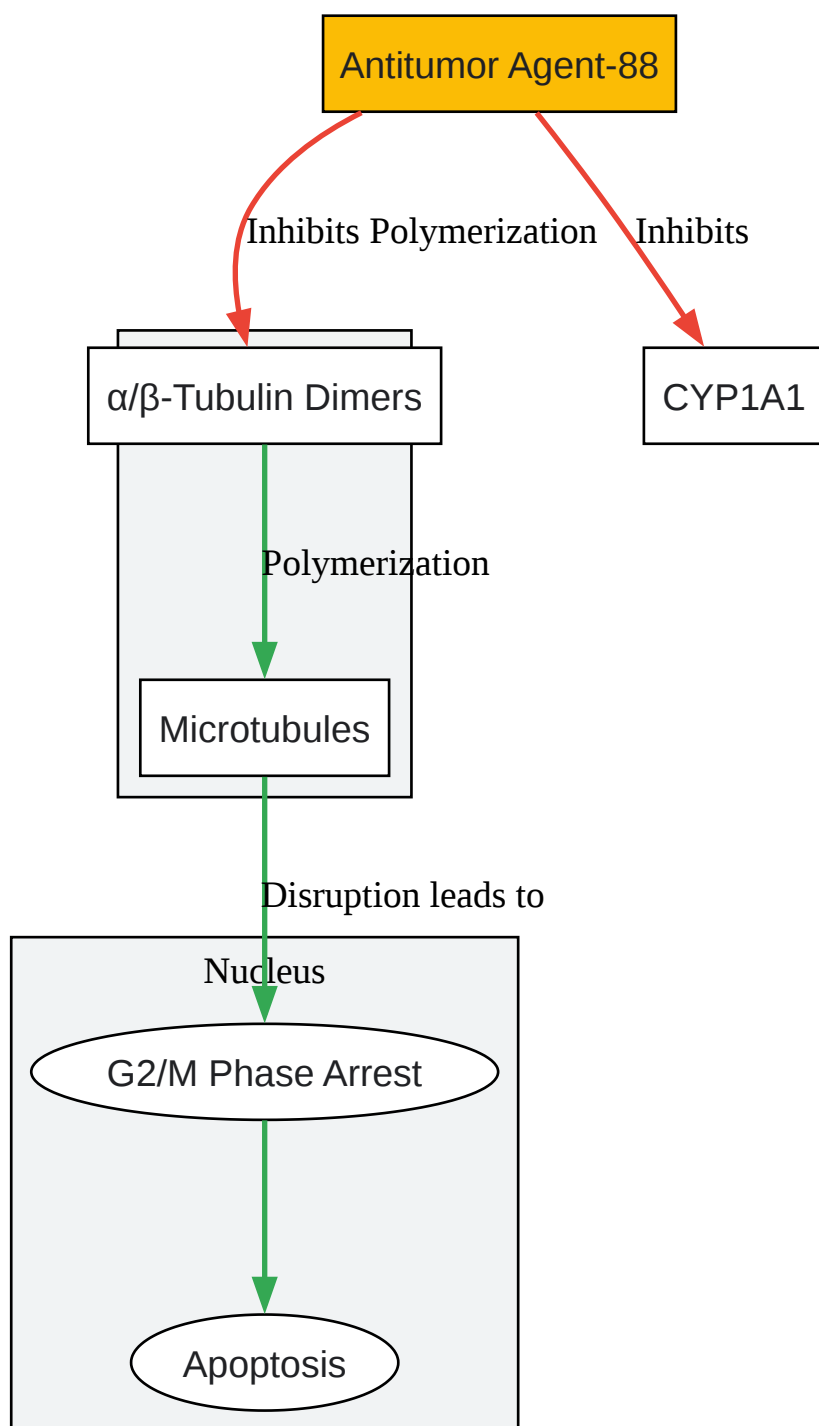 Antitumor Agent-88
Inhibits Polymerization
Inhibits
α/β-Tubulin Dimers
CYP1A1
Polymerization
Microtubules
Disruption leads to
Nucleus
G2/M Phase Arrest
Apoptosis